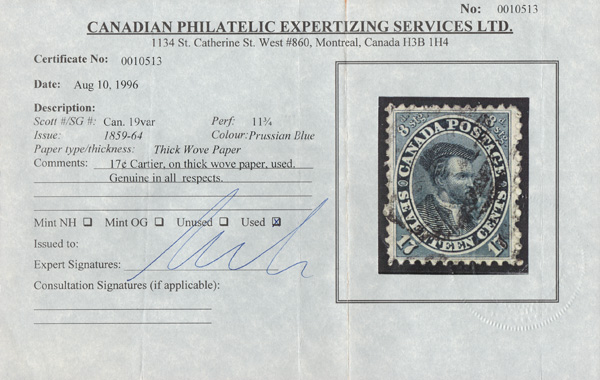 No: 0010513
CANADIAN PHILATELIC EXPERTIZING SERVICES LTD.
1134 St. Catherine St. West #860, Montreal, Canada H3B 1H4
Certificate No: 0010513
Date: Aug 10, 1996
Description:
Scott #/SG #: Can. 19var Perf: 11¾
Issue: 1859-64 Colour: Prussian Blue
Paper type/thickness: Thick Wove Paper
Comments: 17¢ Cartier, on thick wove paper, used.
Genuine in all respects.
Mint NH ☐ Mint OG ☐ Unused ☐ Used ☒
Issued to:
Expert Signatures:
Consultation Signatures (if applicable):
8 Stg. 8 Stg.
CANADA POSTAGE.
SEVENTEEN CENTS
17 17